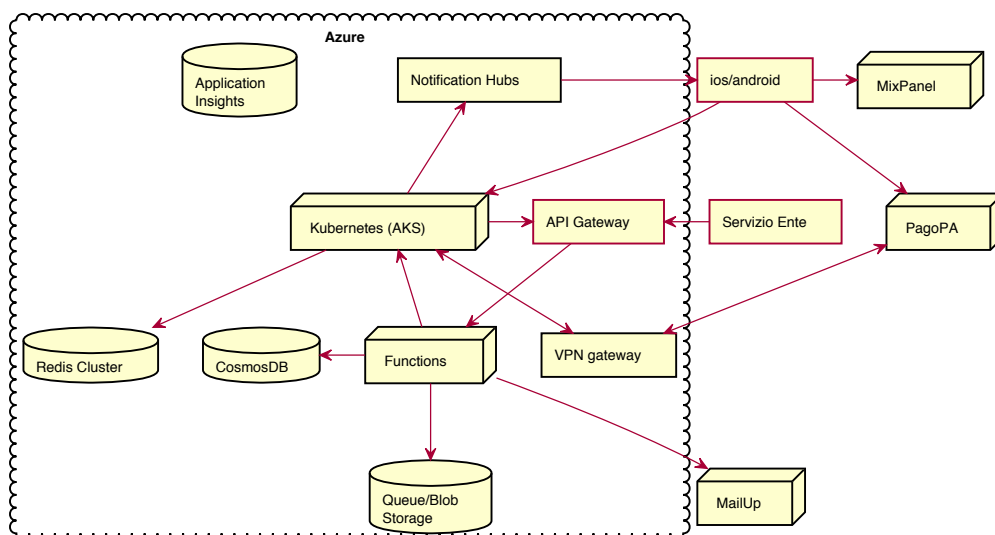 Azure
Application
Insights
Notification Hubs
ios/android
MixPanel
Kubernetes (AKS)
API Gateway
Servizio Ente
PagoPA
Redis Cluster
CosmosDB
Functions
VPN gateway
Queue/Blob
Storage
MailUp